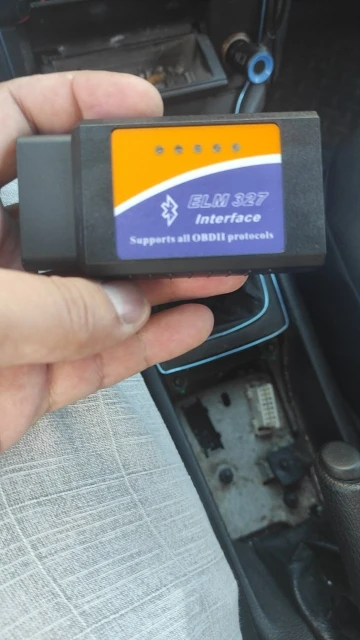 ELM 327
Interface
Supports all OBDII protocols